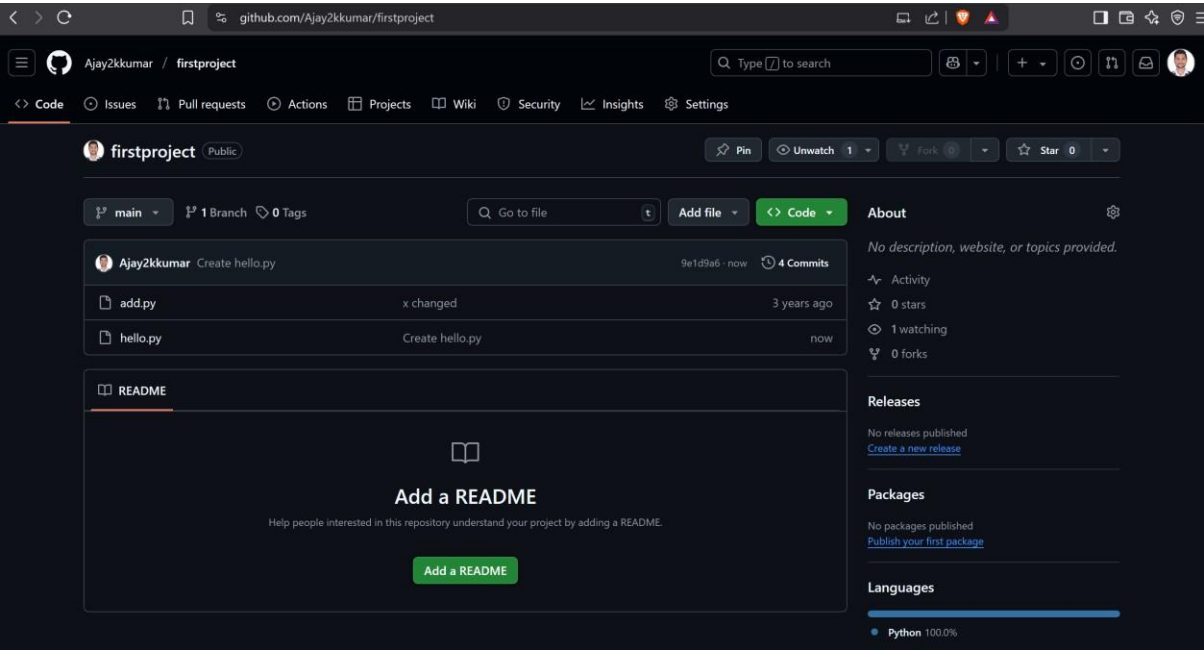 github.com/Ajay2kkumar/firstproject
Ajay2kkumar / firstproject
Type / to search
<> Code Issues Pull requests Actions Projects Wiki Security Insights Settings
firstproject Public
Pin Unwatch 1 Fork 0 Star 0
main 1 Branch 0 Tags Go to file t Add file <> Code
Ajay2kkumar Create hello.py 9e1d9a6 · now 4 Commits
add.py x changed 3 years ago
hello.py Create hello.py now
README
Add a README
Help people interested in this repository understand your project by adding a README.
Add a README
About
No description, website, or topics provided.
Activity
0 stars
1 watching
0 forks
Releases
No releases published
Create a new release
Packages
No packages published
Publish your first package
Languages
Python 100.0%